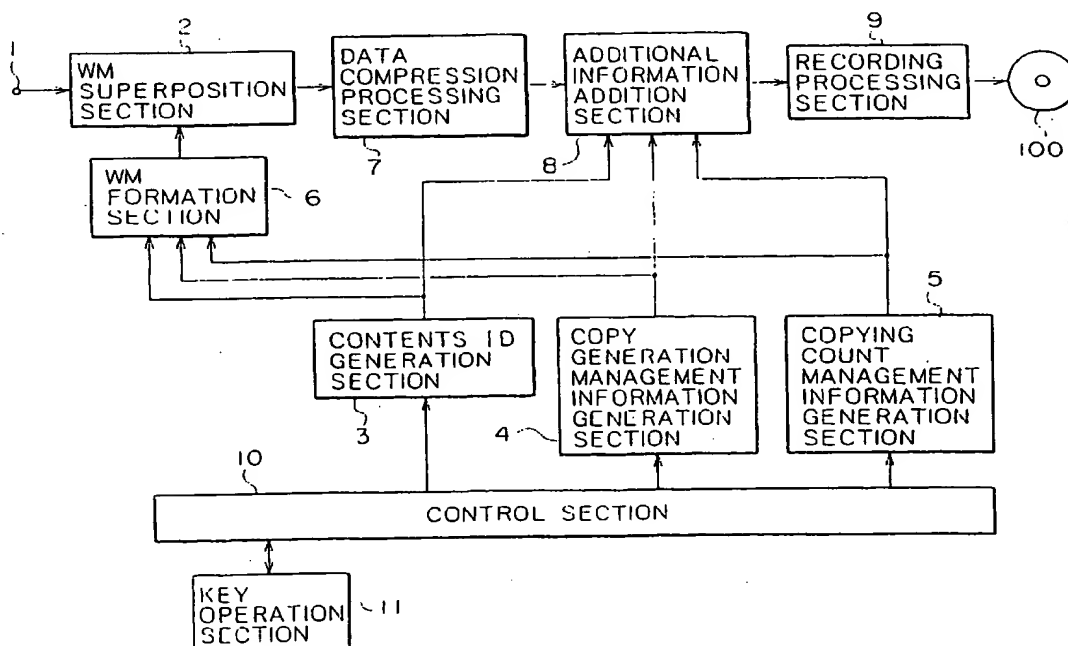 1
2
WM
SUPERPOSITION
SECTION
DATA
COMPRESSION
PROCESSING
SECTION
7
ADDITIONAL
INFORMATION
ADDITION
SECTION
8
9
RECORDING
PROCESSING
SECTION
100
WM
FORMATION
SECTION
6
CONTENTS ID
GENERATION
SECTION
3
COPY
GENERATION
MANAGEMENT
INFORMATION
GENERATION
SECTION
4
5
COPYING
COUNT
MANAGEMENT
INFORMATION
GENERATION
SECTION
10
CONTROL SECTION
KEY
OPERATION
SECTION
11